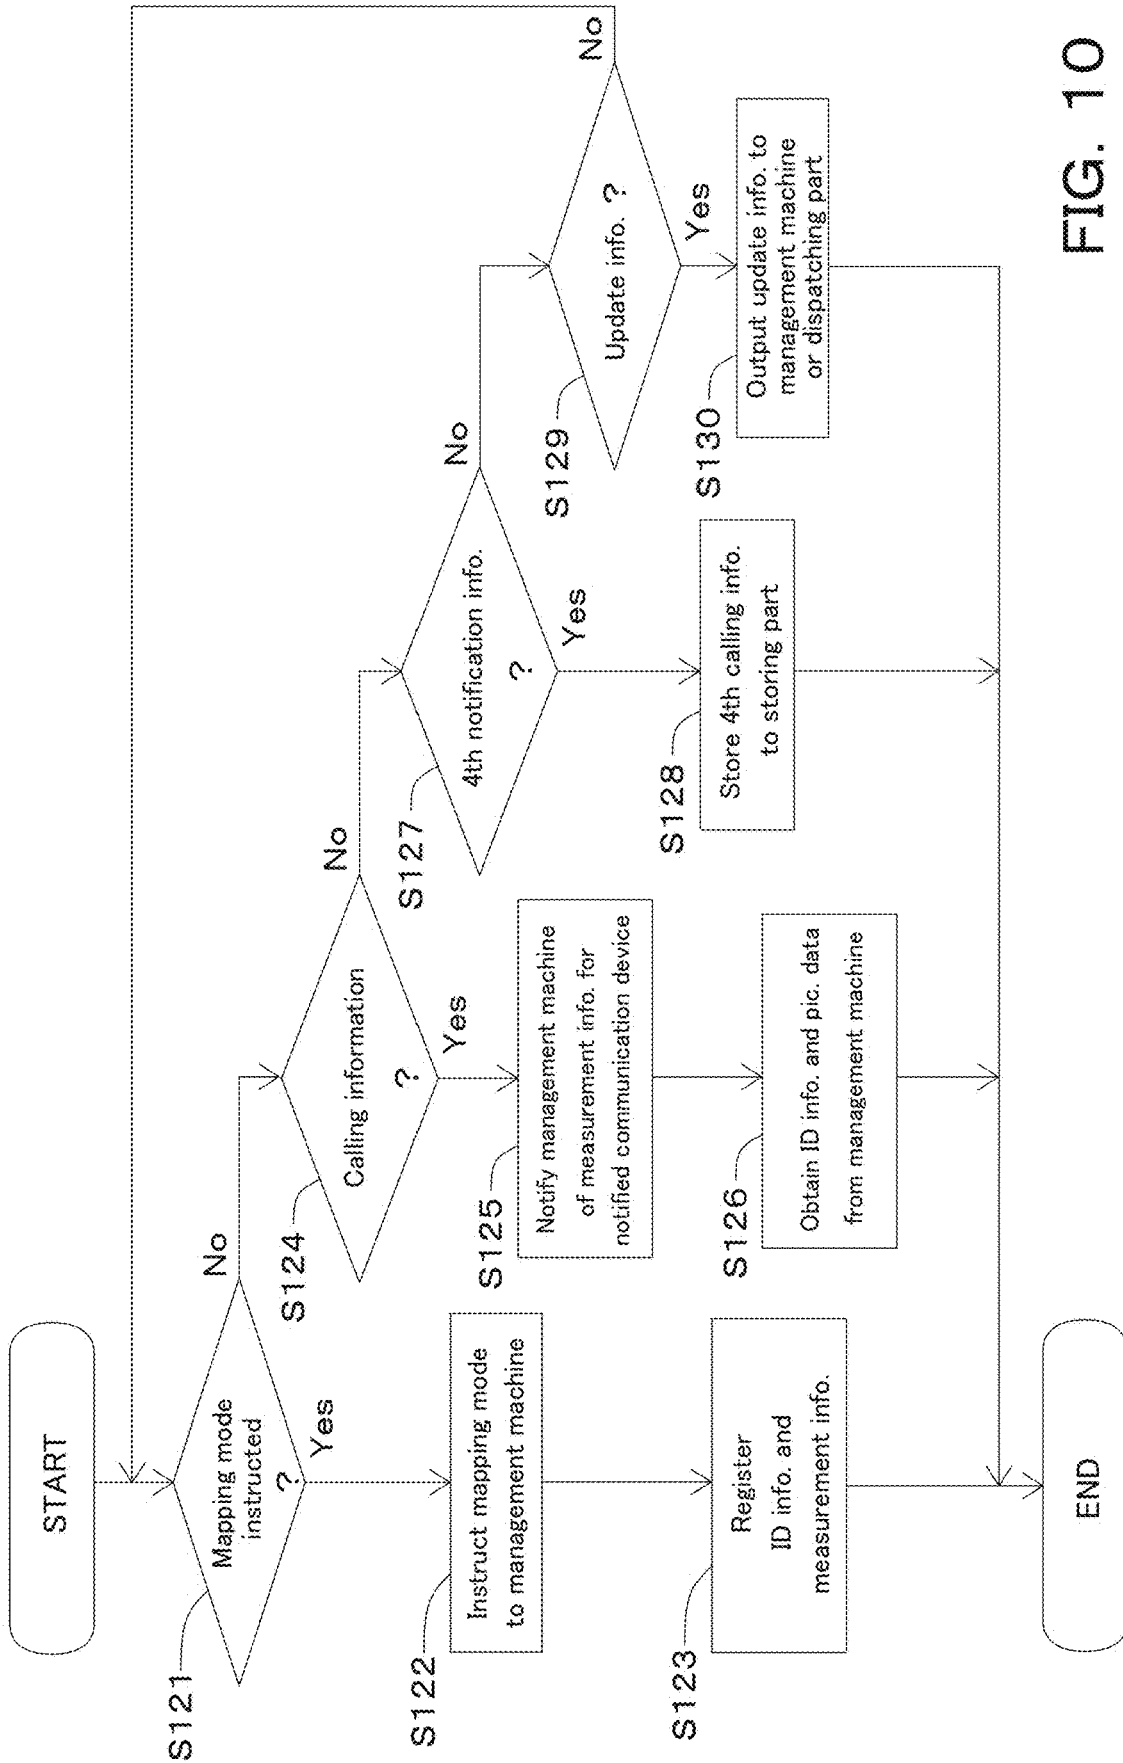 START
S121
Mapping mode
instructed
?
No
Yes
S122
Instruct mapping mode
to management machine
S123
Register
ID info. and
measurement info.
S124
Calling information
?
No
Yes
S125
Notify management machine
of measurement info. for
notified communication device
S126
Obtain ID info. and pic. data
from management machine
S127
4th notification info.
?
No
Yes
S128
Store 4th calling info.
to storing part
S129
Update info. ?
No
Yes
S130
Output update info. to
management machine
or dispatching part
END
FIG. 10